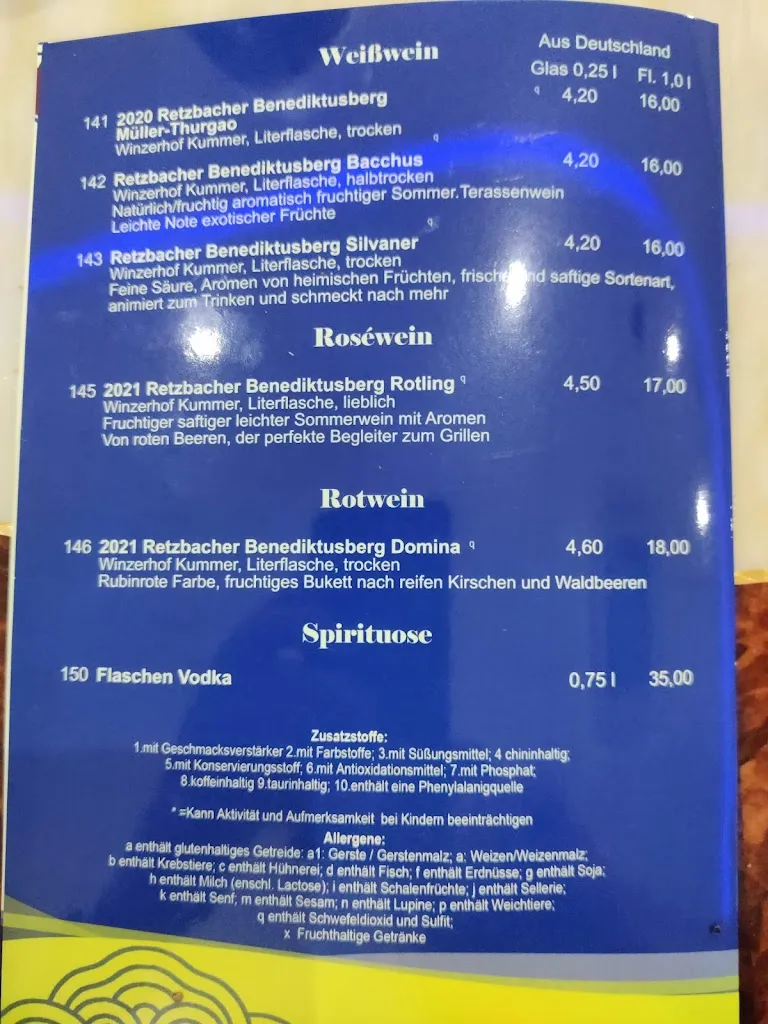 Weißwein
Aus Deutschland
Glas 0,25 l Fl. 1,0 l
141 2020 Retzbacher Benediktusberg q 4,20 16,00
Müller-Thurgao
Winzerhof Kummer, Literflasche, trocken
q
142 Retzbacher Benediktusberg Bacchus 4,20 16,00
Winzerhof Kummer, Literflasche, halbtrocken
Natürlich/fruchtig aromatisch fruchtiger Sommer.Terassenwein
Leichte Note exotischer Früchte
q
143 Retzbacher Benediktusberg Silvaner 4,20 16,00
Winzerhof Kummer, Literflasche, trocken
Feine Säure, Aromen von heimischen Früchten, frische und saftige Sortenart,
animiert zum Trinken und schmeckt nach mehr
Roséwein
145 2021 Retzbacher Benediktusberg Rotling q 4,50 17,00
Winzerhof Kummer, Literflasche, lieblich
Fruchtiger saftiger leichter Sommerwein mit Aromen
Von roten Beeren, der perfekte Begleiter zum Grillen
Rotwein
146 2021 Retzbacher Benediktusberg Domina q 4,60 18,00
Winzerhof Kummer, Literflasche, trocken
Rubinrote Farbe, fruchtiges Bukett nach reifen Kirschen und Waldbeeren
Spirituose
150 Flaschen Vodka 0,75 l 35,00
Zusatzstoffe:
1.mit Geschmacksverstärker 2.mit Farbstoffe; 3.mit Süßungsmittel; 4 chininhaltig;
5.mit Konservierungsstoff; 6.mit Antioxidationsmittel; 7.mit Phosphat;
8.koffeinhaltig 9.taurinhaltig; 10.enthält eine Phenylalanigquelle
* =Kann Aktivität und Aufmerksamkeit bei Kindern beeinträchtigen
Allergene:
a enthält glutenhaltiges Getreide: a1: Gerste / Gerstenmalz; a: Weizen/Weizenmalz;
b enthält Krebstiere; c enthält Hühnerei; d enthält Fisch; f enthält Erdnüsse; g enthält Soja;
h enthält Milch (enschl. Lactose); i enthält Schalenfrüchte; j enthält Sellerie;
k enthält Senf; m enthält Sesam; n enthält Lupine; p enthält Weichtiere;
q enthält Schwefeldioxid und Sulfit;
x Fruchthaltige Getränke